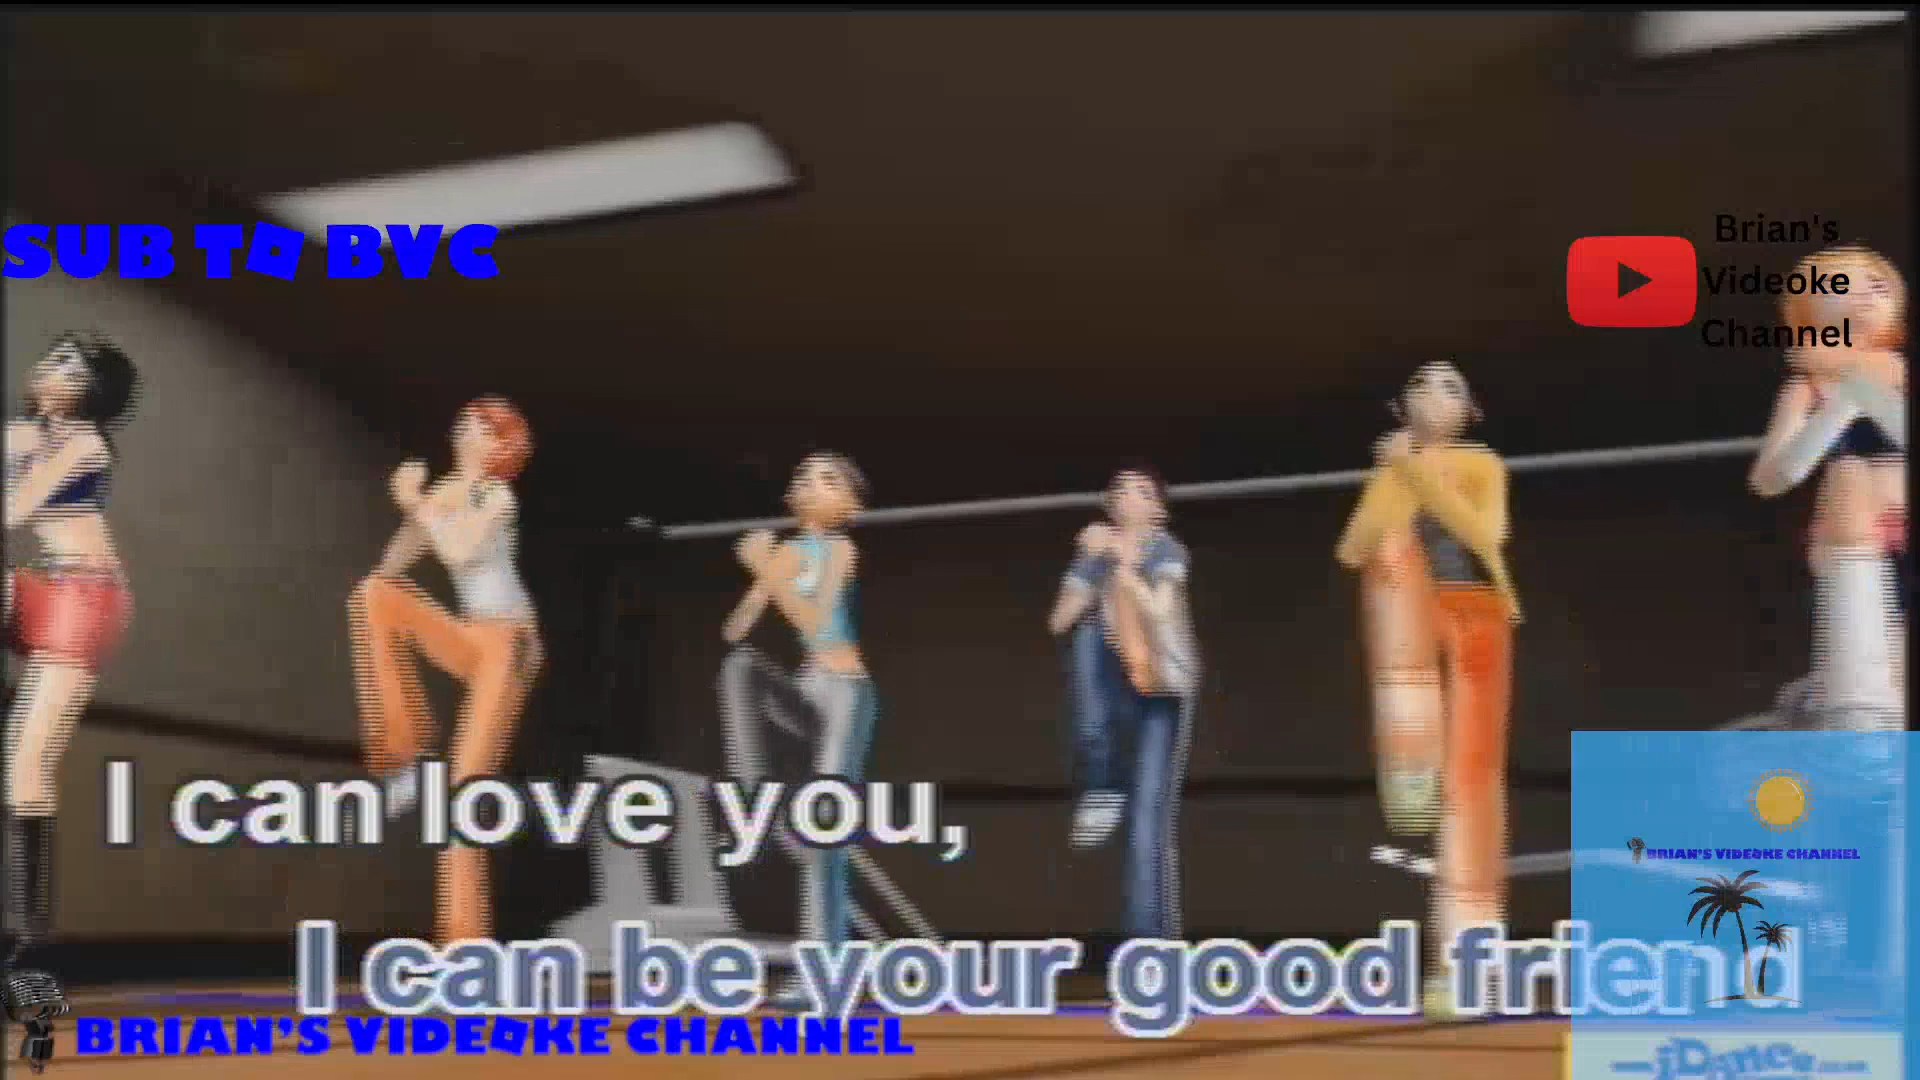 SUB TO BVC
Brian's
Videoke
Channel
I can love you,
BRIAN'S VIDEOKE CHANNEL
I can be your good friend
BRIAN'S VIDEOKE CHANNEL
iDance